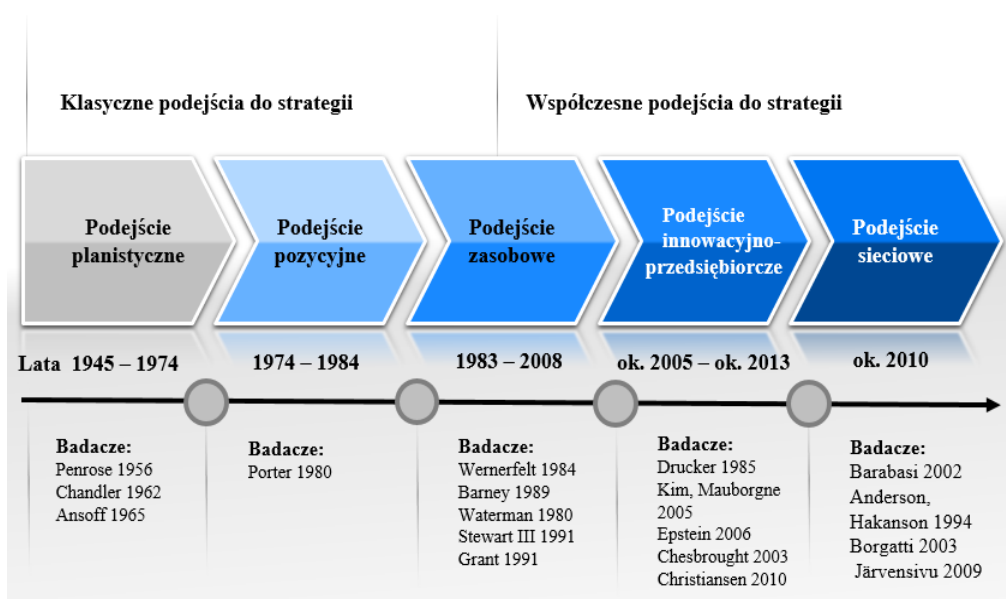 Klasyczne podejścia do strategii
Współczesne podejścia do strategii
Podejście
planistyczne
Podejście
pozycyjne
Podejście
zasobowe
Podejście
innowacyjno-
przedsiębiorcze
Podejście
sieciowe
Lata 1945 – 1974
1974 – 1984
1983 – 2008
ok. 2005 – ok. 2013
ok. 2010
Badacze:
Penrose 1956
Chandler 1962
Ansoff 1965
Badacze:
Porter 1980
Badacze:
Wernerfelt 1984
Barney 1989
Waterman 1980
Stewart III 1991
Grant 1991
Badacze:
Drucker 1985
Kim, Mauborgne
2005
Epstein 2006
Chesbrought 2003
Christiansen 2010
Badacze:
Barabasi 2002
Anderson,
Hakanson 1994
Borgatti 2003
Järvensivu 2009